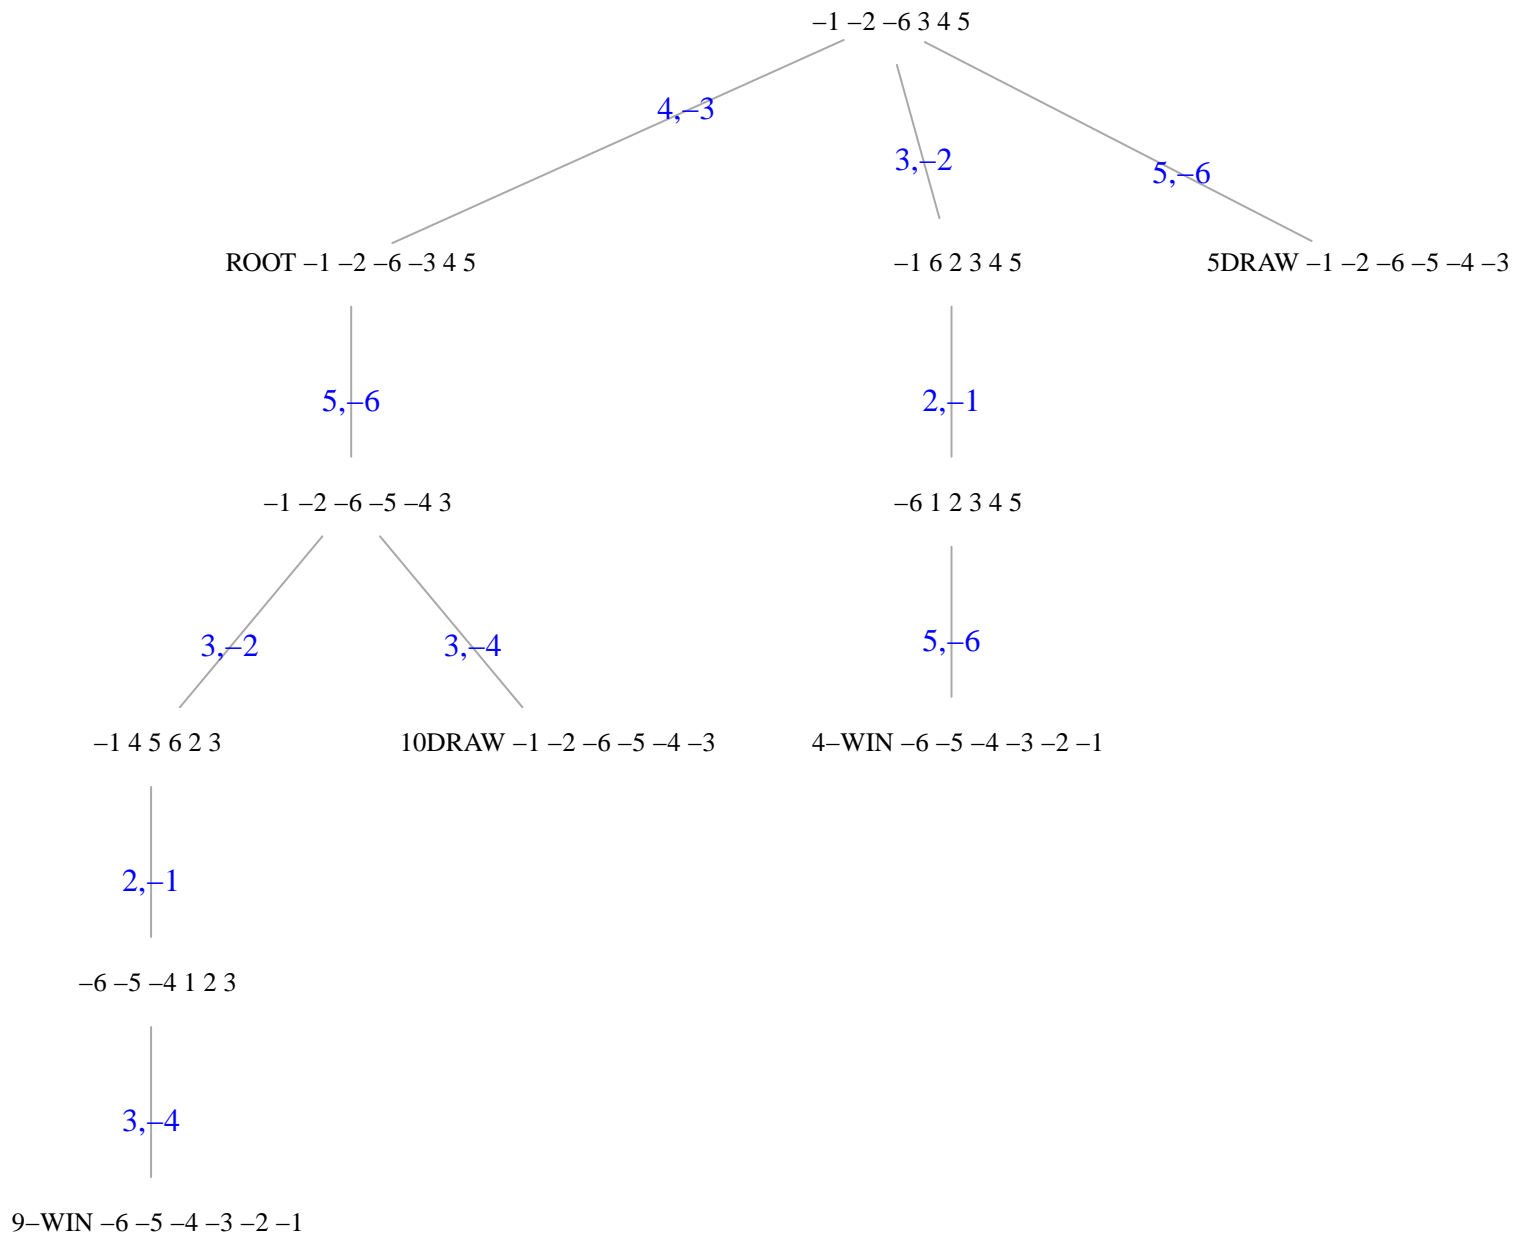 –1 –2 –6 3 4 5
4,–3
3,–2
5,–6
ROOT –1 –2 –6 –3 4 5
–1 6 2 3 4 5
5DRAW –1 –2 –6 –5 –4 –3
5,–6
2,–1
–1 –2 –6 –5 –4 3
–6 1 2 3 4 5
3,–2
3,–4
5,–6
–1 4 5 6 2 3
10DRAW –1 –2 –6 –5 –4 –3
4–WIN –6 –5 –4 –3 –2 –1
2,–1
–6 –5 –4 1 2 3
3,–4
9–WIN –6 –5 –4 –3 –2 –1